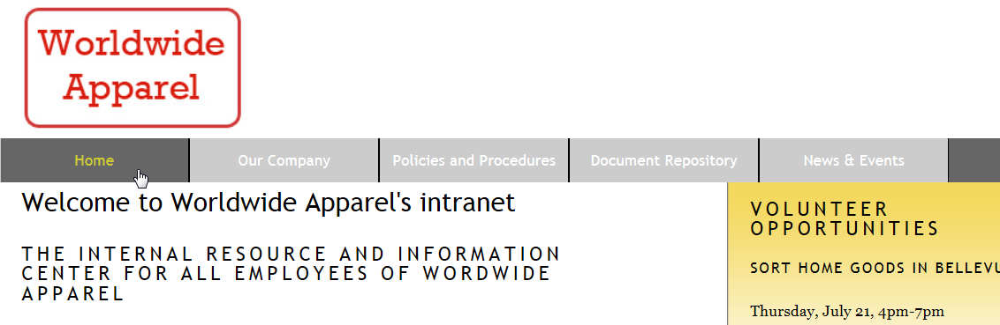 Worldwide
Apparel
Home
Our Company
Policies and Procedures
Document Repository
News & Events
Welcome to Worldwide Apparel's intranet
THE INTERNAL RESOURCE AND INFORMATION
CENTER FOR ALL EMPLOYEES OF WORDWIDE
APPAREL
VOLUNTEER
OPPORTUNITIES
SORT HOME GOODS IN
Thursday, July 21, 4pm-7pm